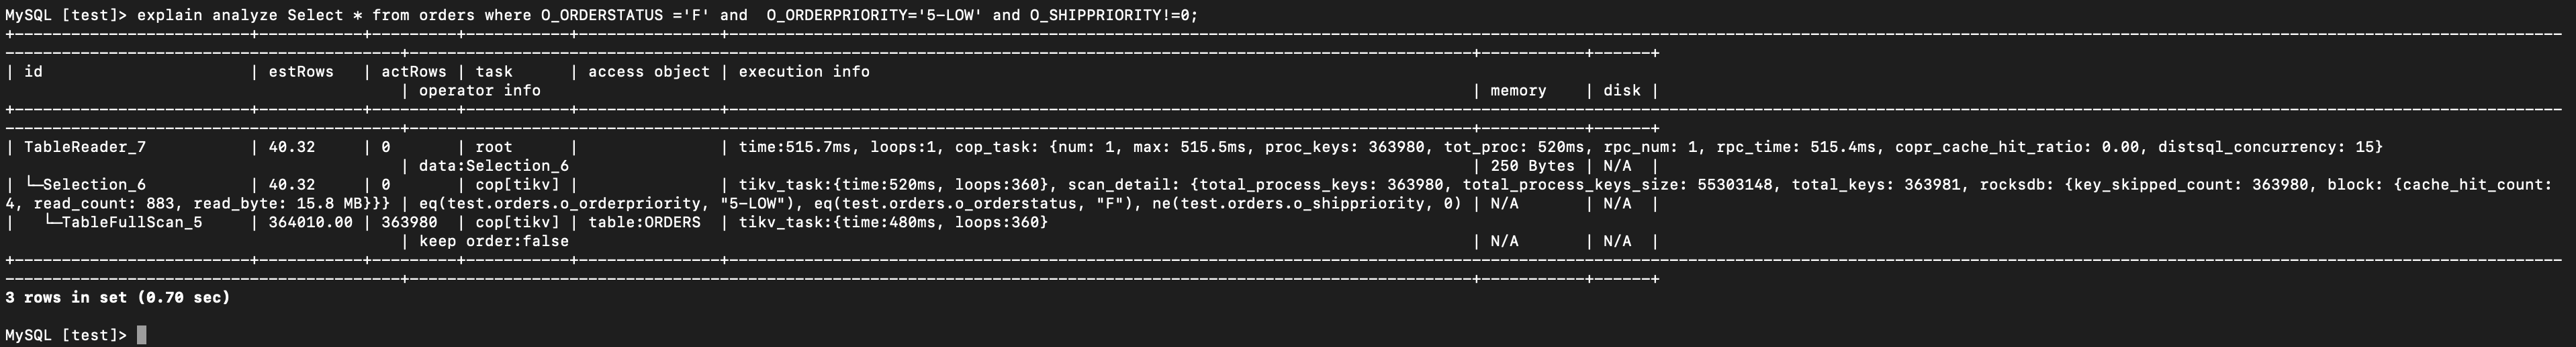 MySQL [test]> explain analyze Select * from orders where O_ORDERSTATUS ='F' and  O_ORDERPRIORITY='5-LOW' and O_SHIPPRIORITY!=0;
| id | estRows | actRows | task | access object | execution info
| operator info | memory | disk |
| TableReader_7 | 40.32 | 0 | root | | time:515.7ms, loops:1, cop_task: {num: 1, max: 515.5ms, proc_keys: 363980, tot_proc: 520ms, rpc_num: 1, rpc_time: 515.4ms, copr_cache_hit_ratio: 0.00, distsql_concurrency: 15}
| data:Selection_6 | 250 Bytes | N/A |
| └─Selection_6 | 40.32 | 0 | cop[tikv] | | tikv_task:{time:520ms, loops:360}, scan_detail: {total_process_keys: 363980, total_process_keys_size: 55303148, total_keys: 363981, rocksdb: {key_skipped_count: 363980, block: {cache_hit_count:
4, read_count: 883, read_byte: 15.8 MB}}} | eq(test.orders.o_orderpriority, "5-LOW"), eq(test.orders.o_orderstatus, "F"), ne(test.orders.o_shippriority, 0) | N/A | N/A |
| └─TableFullScan_5 | 364010.00 | 363980 | cop[tikv] | table:ORDERS | tikv_task:{time:480ms, loops:360}
| keep order:false | N/A | N/A |
3 rows in set (0.70 sec)
MySQL [test]>